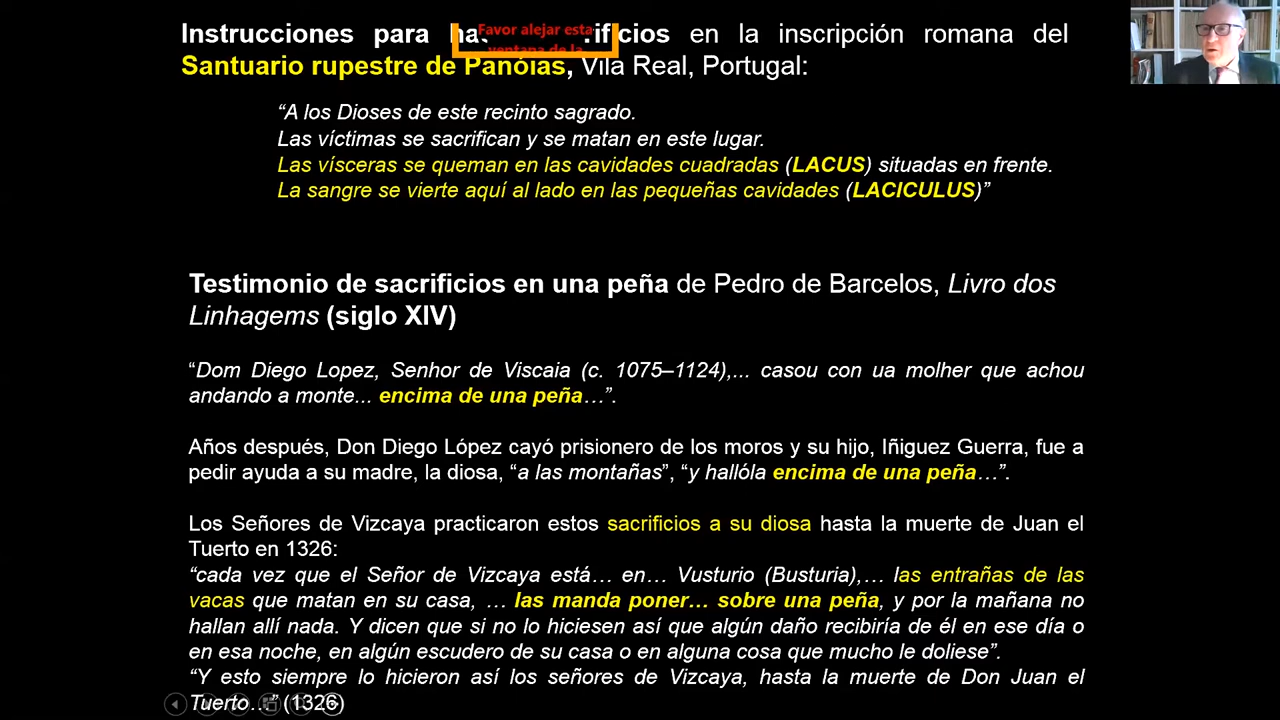 Instrucciones para ificios en la inscripción romana del
Favor alejar esta
ventana de la
Santuario rupestre de Panóias, Vila Real, Portugal:
“A los Dioses de este recinto sagrado.
Las víctimas se sacrifican y se matan en este lugar.
Las vísceras se queman en las cavidades cuadradas (LACUS) situadas en frente.
La sangre se vierte aquí al lado en las pequeñas cavidades (LACICULUS)”
Testimonio de sacrificios en una peña de Pedro de Barcelos, Livro dos
Linhagems (siglo XIV)
“Dom Diego Lopez, Senhor de Viscaia (c. 1075–1124),... casou con ua molher que achou
andando a monte... encima de una peña…”.
Años después, Don Diego López cayó prisionero de los moros y su hijo, Iñiguez Guerra, fue a
pedir ayuda a su madre, la diosa, “a las montañas”, “y hallóla encima de una peña…”.
Los Señores de Vizcaya practicaron estos sacrificios a su diosa hasta la muerte de Juan el
Tuerto en 1326:
“cada vez que el Señor de Vizcaya está… en… Vusturio (Busturia),… las entrañas de las
vacas que matan en su casa, … las manda poner… sobre una peña, y por la mañana no
hallan allí nada. Y dicen que si no lo hiciesen así que algún daño recibiría de él en ese día o
en esa noche, en algún escudero de su casa o en alguna cosa que mucho le doliese”.
“Y esto siempre lo hicieron así los señores de Vizcaya, hasta la muerte de Don Juan el
Tuerto…” (1326)